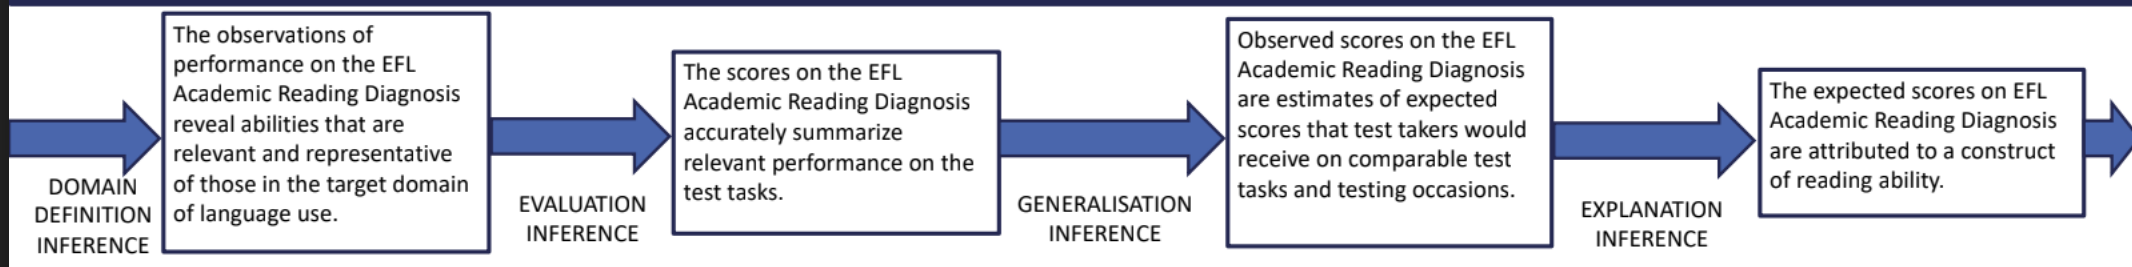 DOMAIN
DEFINITION
INFERENCE
The observations of
performance on the EFL
Academic Reading Diagnosis
reveal abilities that are
relevant and representative
of those in the target domain
of language use.
EVALUATION
INFERENCE
The scores on the EFL
Academic Reading Diagnosis
accurately summarize
relevant performance on the
test tasks.
GENERALISATION
INFERENCE
Observed scores on the EFL
Academic Reading Diagnosis
are estimates of expected
scores that test takers would
receive on comparable test
tasks and testing occasions.
EXPLANATION
INFERENCE
The expected scores on EFL
Academic Reading Diagnosis
are attributed to a construct
of reading ability.